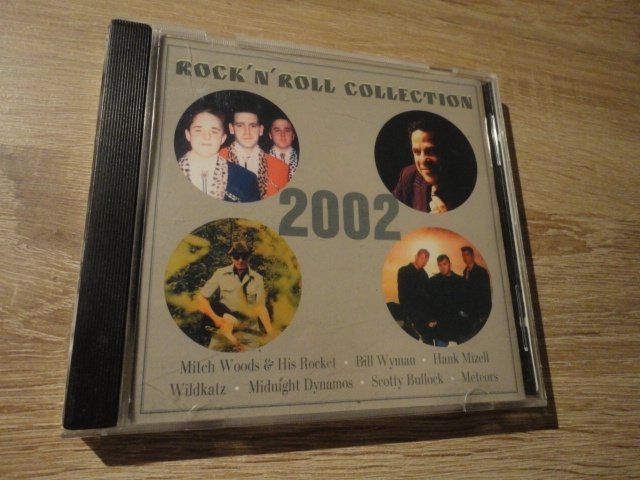 ROCK'N'ROLL COLLECTION
2002
Mitch Woods & His Rocket · Bill Wyman · Hank Mizell
Wildkatz · Midnight Dynamos · Scotty Bullock · Meteors